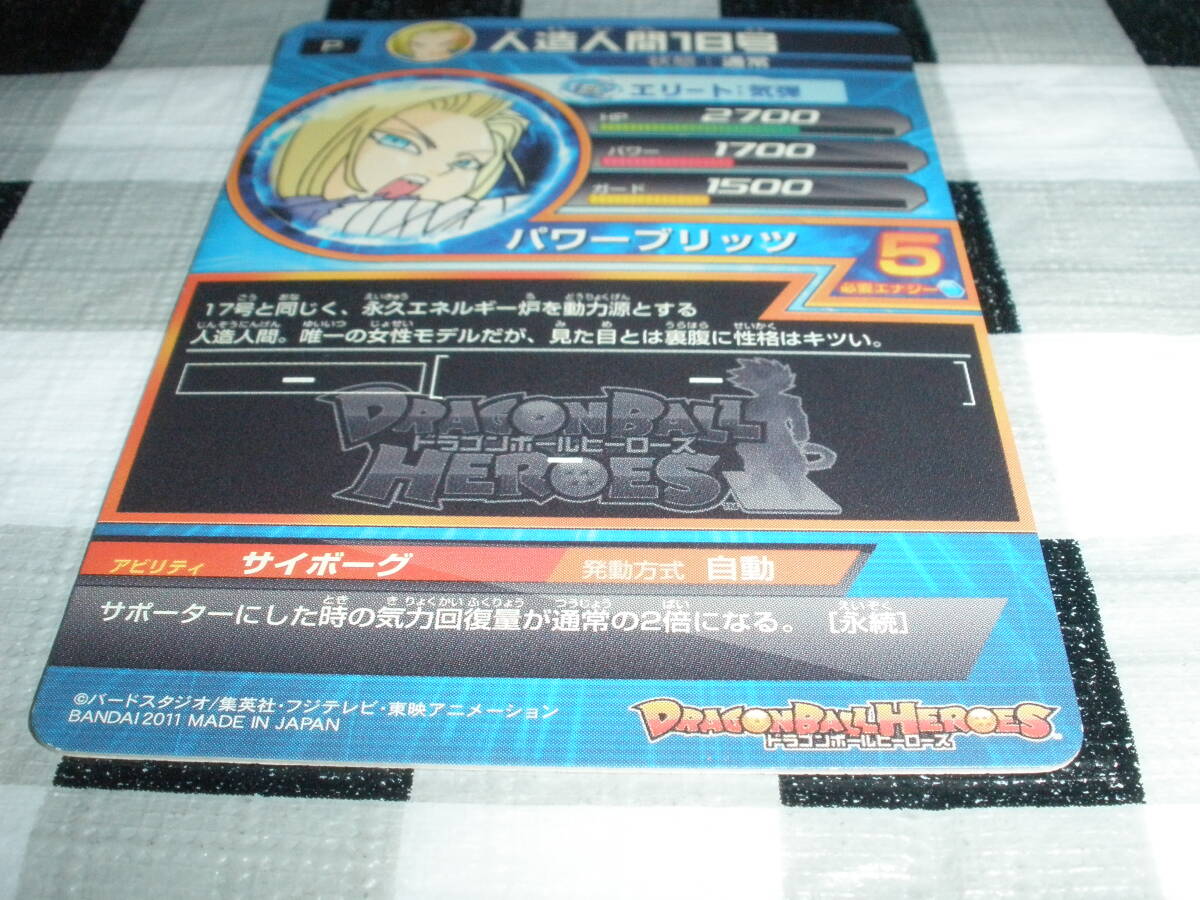 P
人造人間18号
状態：通常
エリート：気弾
HP 2700
パワー 1700
ガード 1500
パワーブリッツ
5
必要エナジー
17号と同じく、永久エネルギー炉を動力源とする
人造人間。唯一の女性モデルだが、見た目とは裏腹に性格はキツい。
DRAGON BALL
ドラゴンボールヒーローズ
HEROES
アビリティ サイボーグ 発動方式 自動
サポーターにした時の気力回復量が通常の2倍になる。 [永続]
©バードスタジオ/集英社・フジテレビ・東映アニメーション
BANDAI 2011 MADE IN JAPAN
DRAGON BALL HEROES
ドラゴンボールヒーローズ